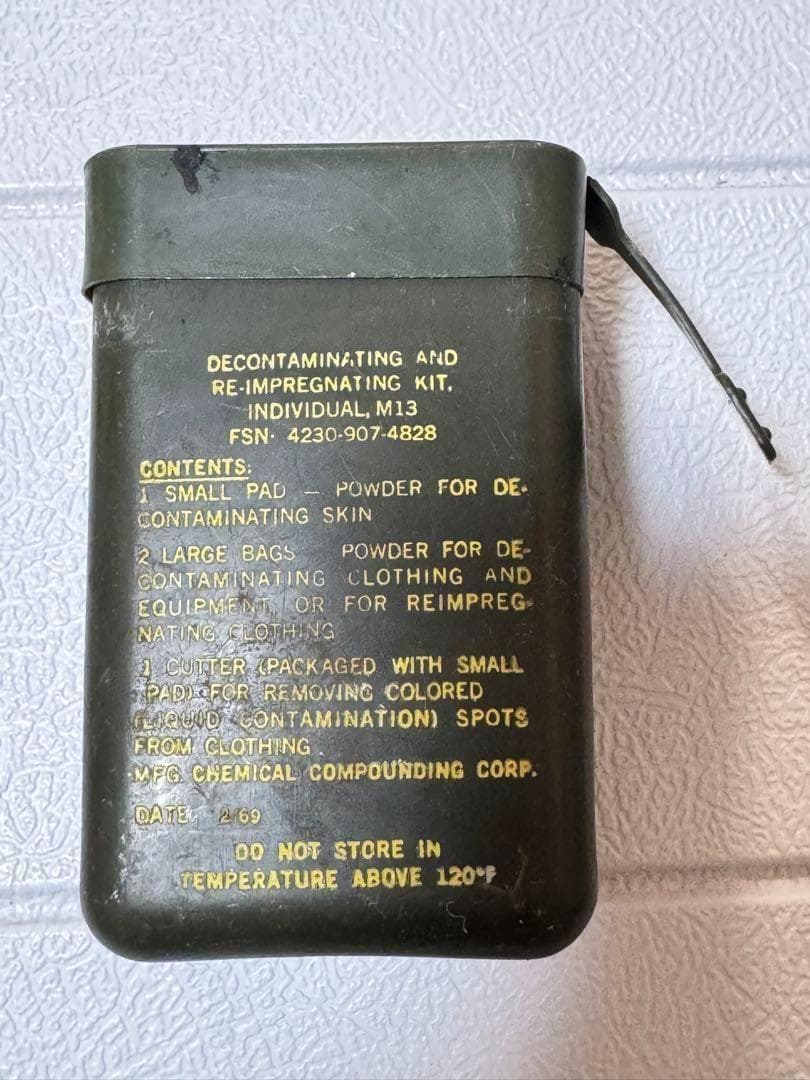 DECONTAMINATING AND
RE-IMPREGNATING KIT,
INDIVIDUAL, M13
FSN· 4230-907-4828
CONTENTS:
1 SMALL PAD — POWDER FOR DE-
CONTAMINATING SKIN
2 LARGE BAGS POWDER FOR DE-
CONTAMINATING CLOTHING AND
EQUIPMENT, OR FOR REIMPREG-
NATING CLOTHING
1 CUTTER (PACKAGED WITH SMALL
PAD) FOR REMOVING COLORED
(LIQUID CONTAMINATION) SPOTS
FROM CLOTHING.
MFG. CHEMICAL COMPOUNDING CORP.
DATE: 2/69
DO NOT STORE IN
TEMPERATURE ABOVE 120°F